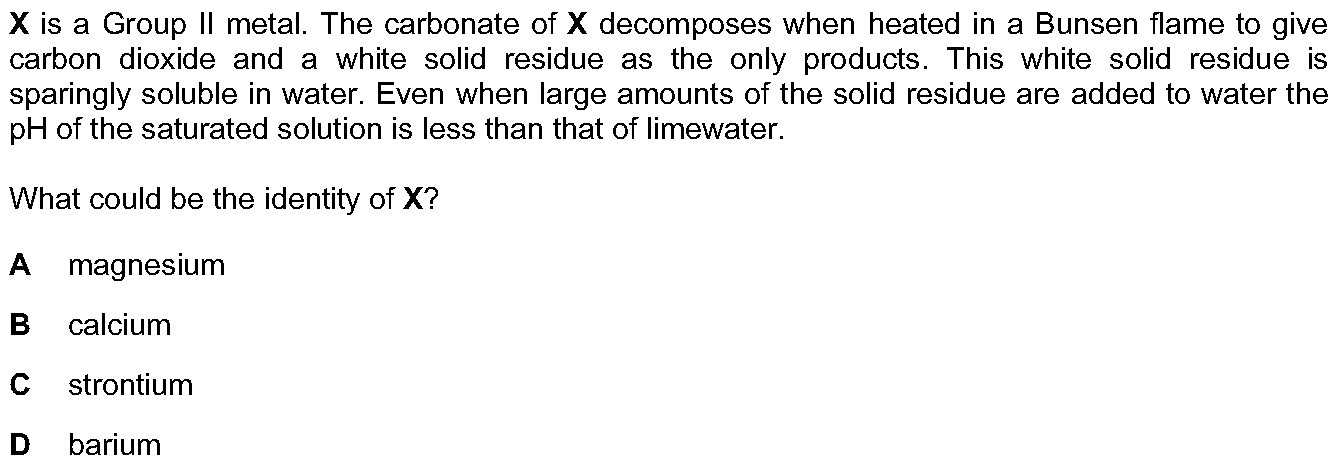 X is a Group II metal. The carbonate of X decomposes when heated in a Bunsen flame to give
carbon dioxide and a white solid residue as the only products. This white solid residue is
sparingly soluble in water. Even when large amounts of the solid residue are added to water the
pH of the saturated solution is less than that of limewater.
What could be the identity of X?
A magnesium
B calcium
C strontium
D barium